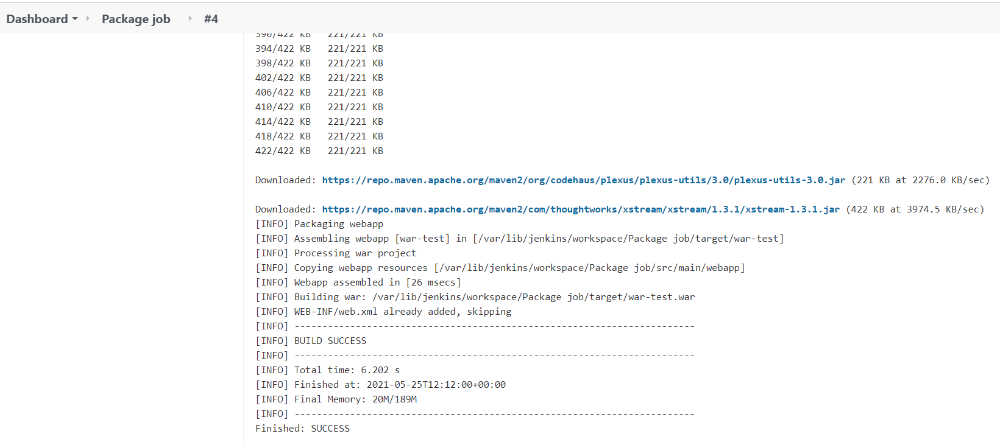 Dashboard Package job #4
390/422 KB   221/221 KB
394/422 KB   221/221 KB
398/422 KB   221/221 KB
402/422 KB   221/221 KB
406/422 KB   221/221 KB
410/422 KB   221/221 KB
414/422 KB   221/221 KB
418/422 KB   221/221 KB
422/422 KB   221/221 KB
Downloaded: https://repo.maven.apache.org/maven2/org/codehaus/plexus/plexus-utils/3.0/plexus-utils-3.0.jar (221 KB at 2276.0 KB/sec)
Downloaded: https://repo.maven.apache.org/maven2/com/thoughtworks/xstream/xstream/1.3.1/xstream-1.3.1.jar (422 KB at 3974.5 KB/sec)
[INFO] Packaging webapp
[INFO] Assembling webapp [war-test] in [/var/lib/jenkins/workspace/Package job/target/war-test]
[INFO] Processing war project
[INFO] Copying webapp resources [/var/lib/jenkins/workspace/Package job/src/main/webapp]
[INFO] Webapp assembled in [26 msecs]
[INFO] Building war: /var/lib/jenkins/workspace/Package job/target/war-test.war
[INFO] WEB-INF/web.xml already added, skipping
[INFO] ------------------------------------------------------------------------
[INFO] BUILD SUCCESS
[INFO] ------------------------------------------------------------------------
[INFO] Total time: 6.202 s
[INFO] Finished at: 2021-05-25T12:12:00+00:00
[INFO] Final Memory: 20M/189M
[INFO] ------------------------------------------------------------------------
Finished: SUCCESS